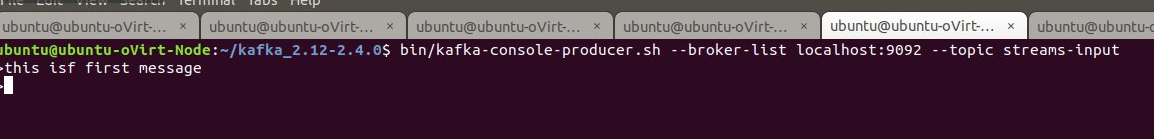 File Edit View Search Terminal Tabs Help
ubuntu@ubuntu-oVirt-... × ubuntu@ubuntu-oVirt-... × ubuntu@ubuntu-oVirt-... × ubuntu@ubuntu-oVirt-... × ubuntu@ubuntu-oVirt-... × ubuntu@ubuntu-oVirt-
ubuntu@ubuntu-oVirt-Node:~/kafka_2.12-2.4.0$ bin/kafka-console-producer.sh --broker-list localhost:9092 --topic streams-input
>this isf first message
>